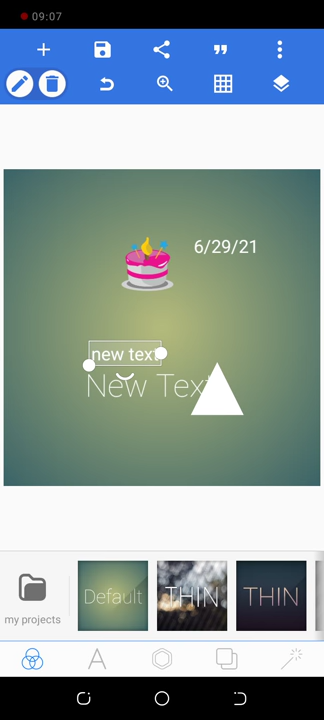 09:07
6/29/21
new text
New Text
my projects
Default
THIN
THIN
A